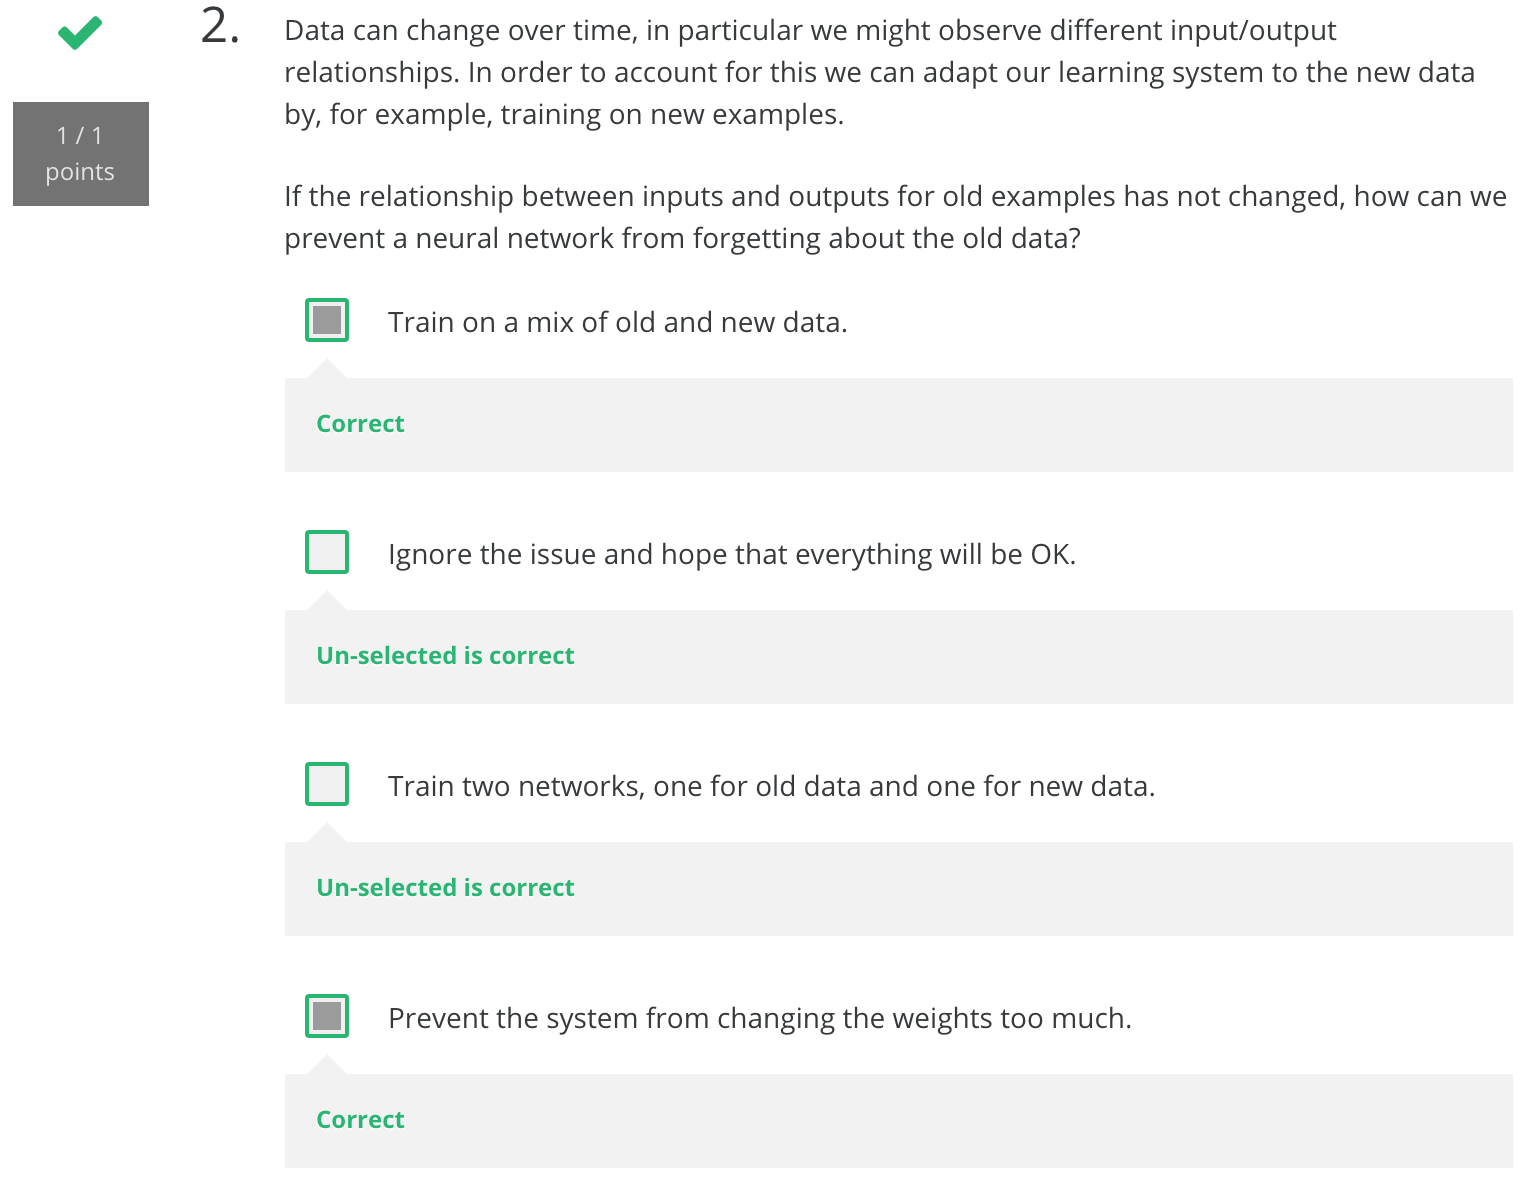 2.
Data can change over time, in particular we might observe different input/output
relationships. In order to account for this we can adapt our learning system to the new data
by, for example, training on new examples.
1 / 1
points
If the relationship between inputs and outputs for old examples has not changed, how can we
prevent a neural network from forgetting about the old data?
Train on a mix of old and new data.
Correct
Ignore the issue and hope that everything will be OK.
Un-selected is correct
Train two networks, one for old data and one for new data.
Un-selected is correct
Prevent the system from changing the weights too much.
Correct